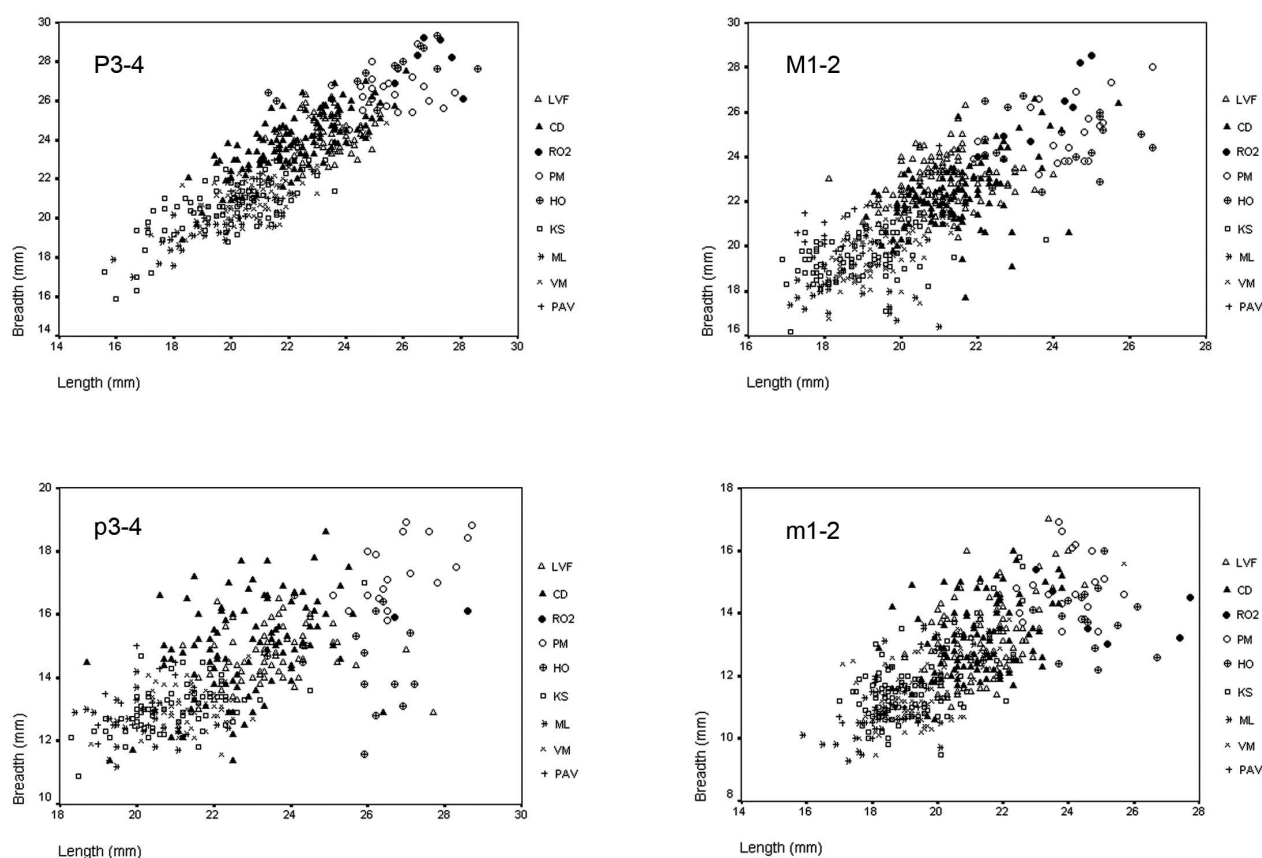 P3-4
30
28
26
24
22
20
18
16
14
Breadth (mm)
14 16 18 20 22 24 26 28 30
Length (mm)
LVF
CD
RO2
PM
HO
KS
ML
VM
PAV
M1-2
30
28
26
24
22
20
18
16
Breadth (mm)
16 18 20 22 24 26 28
Length (mm)
LVF
CD
RO2
PM
HO
KS
ML
VM
PAV
p3-4
20
18
16
14
12
10
Breadth (mm)
18 20 22 24 26 28 30
Length (mm)
LVF
CD
RO2
PM
HO
KS
ML
VM
PAV
m1-2
18
16
14
12
10
8
Breadth (mm)
14 16 18 20 22 24 26 28
Length (mm)
LVF
CD
RO2
PM
HO
KS
ML
VM
PAV